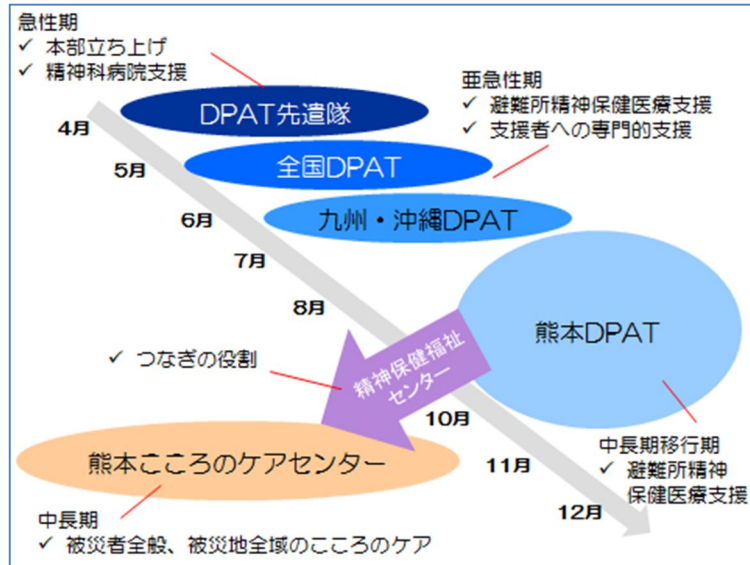 急性期
✓ 本部立ち上げ
✓ 精神科病院支援
DPAT先遣隊
亜急性期
✓ 避難所精神保健医療支援
✓ 支援者への専門的支援
4月
全国DPAT
5月
九州・沖縄DPAT
6月
7月
8月
熊本DPAT
✓ つなぎの役割
精神保健福祉
センター
10月
熊本こころのケアセンター
11月
中長期移行期
✓ 避難所精神
保健医療支援
12月
中長期
✓ 被災者全般、被災地全域のこころのケア